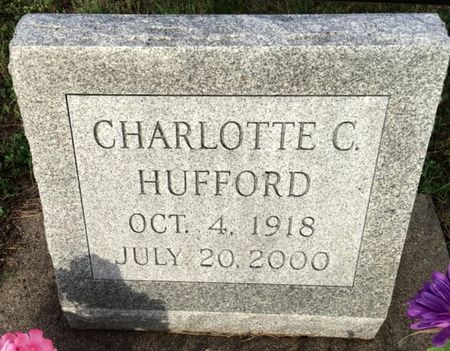 CHARLOTTE C.
HUFFORD
OCT. 4, 1918
JULY 20, 2000